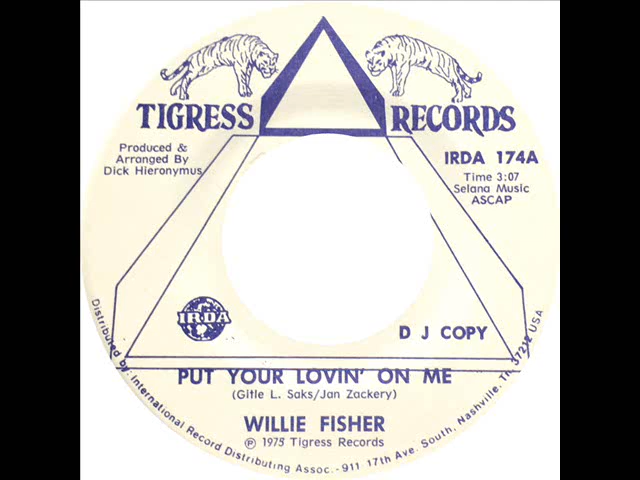 TIGRESS RECORDS
Produced &
Arranged By
Dick Hieronymus
IRDA 174A
Time 3:07
Selana Music
ASCAP
IRDA
D J COPY
PUT YOUR LOVIN' ON ME
(Gitle L. Saks/Jan Zackery)
WILLIE FISHER
℗ 1975 Tigress Records
Distributed by: International Record Distributing Assoc. - 911 17th Ave. South, Nashville, Tn. 37212 USA